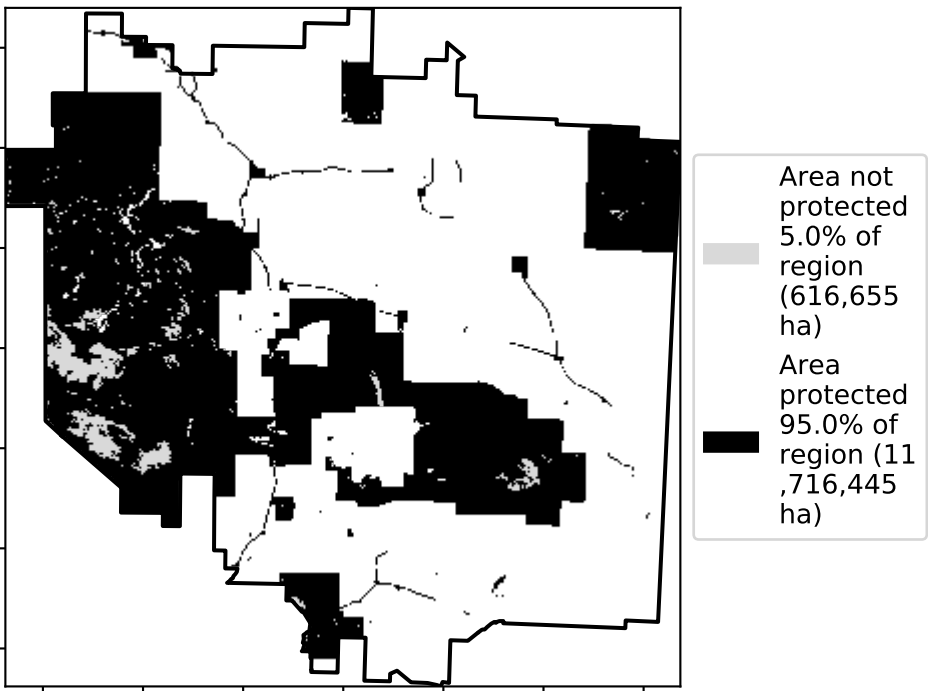 Area not
protected
5.0% of
region
(616,655
ha)
Area
protected
95.0% of
region (11
,716,445
ha)